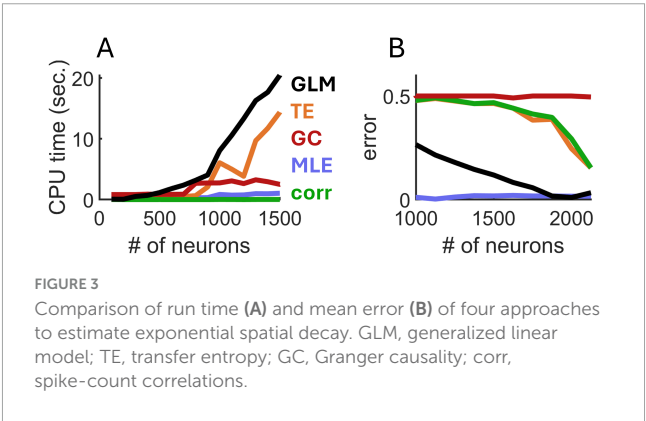 A
CPU time (sec.)
20
10
0
0 500 1000 1500
# of neurons
GLM
TE
GC
MLE
corr
B
error
0.5
0
1000 1500 2000
# of neurons
FIGURE 3
Comparison of run time (A) and mean error (B) of four approaches
to estimate exponential spatial decay. GLM, generalized linear
model; TE, transfer entropy; GC, Granger causality; corr,
spike-count correlations.